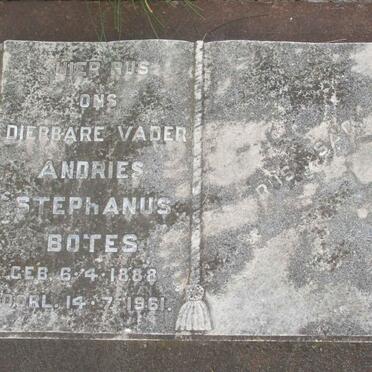 HIER RUS
ONS
DIERBARE VADER
ANDRIES
STEPHANUS
BOTES
GEB. 6.4.1888
OORL. 14.7.1961.